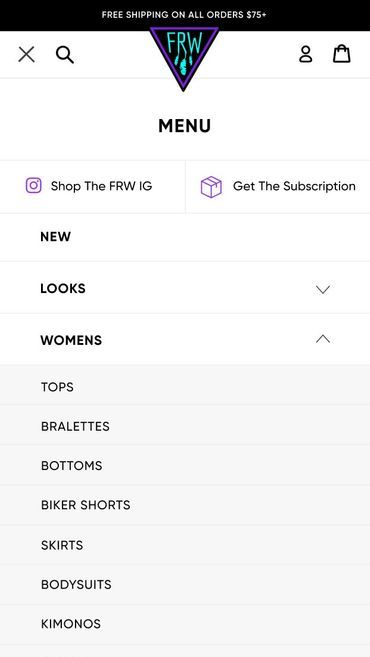 FREE SHIPPING ON ALL ORDERS $75+
FRW
MENU
Shop The FRW IG
Get The Subscription
NEW
LOOKS
WOMENS
TOPS
BRALETTES
BOTTOMS
BIKER SHORTS
SKIRTS
BODYSUITS
KIMONOS